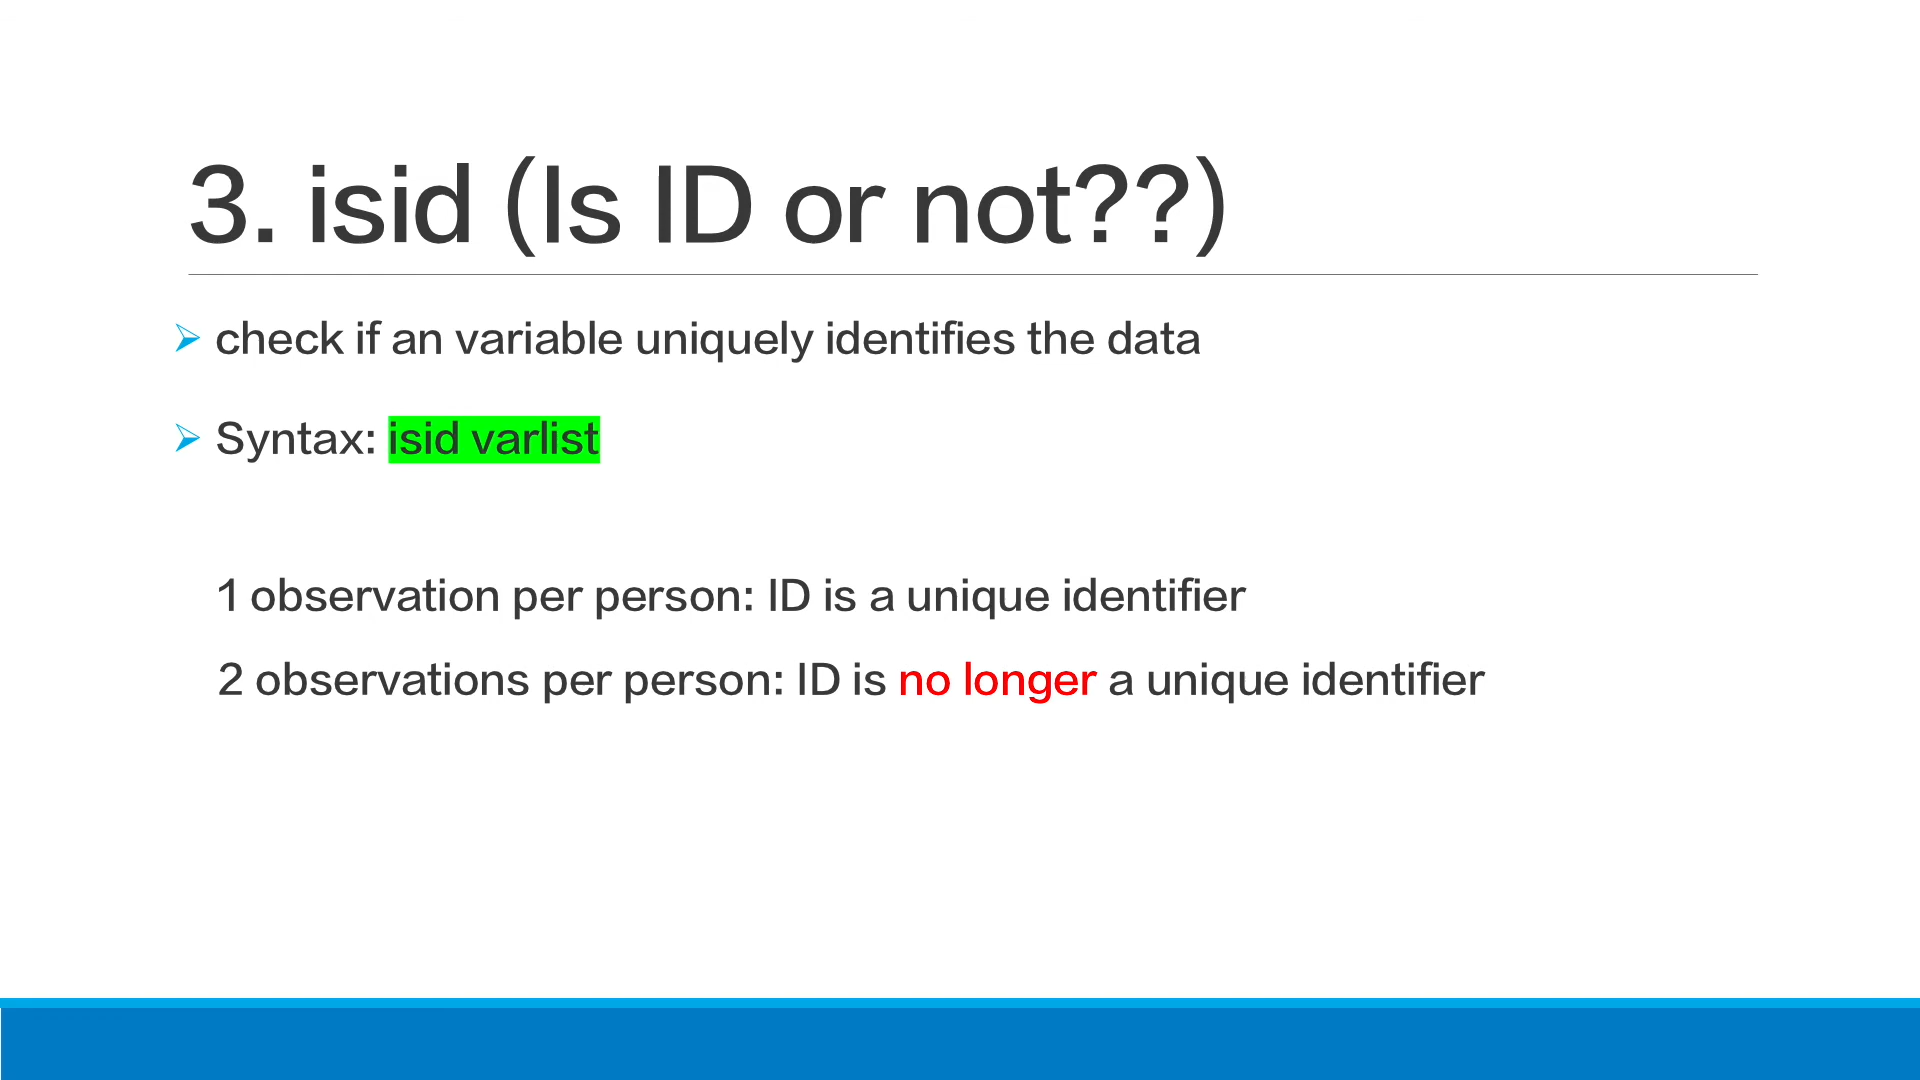 3. isid (Is ID or not??)
check if an variable uniquely identifies the data
Syntax: isid varlist
1 observation per person: ID is a unique identifier
2 observations per person: ID is no longer a unique identifier